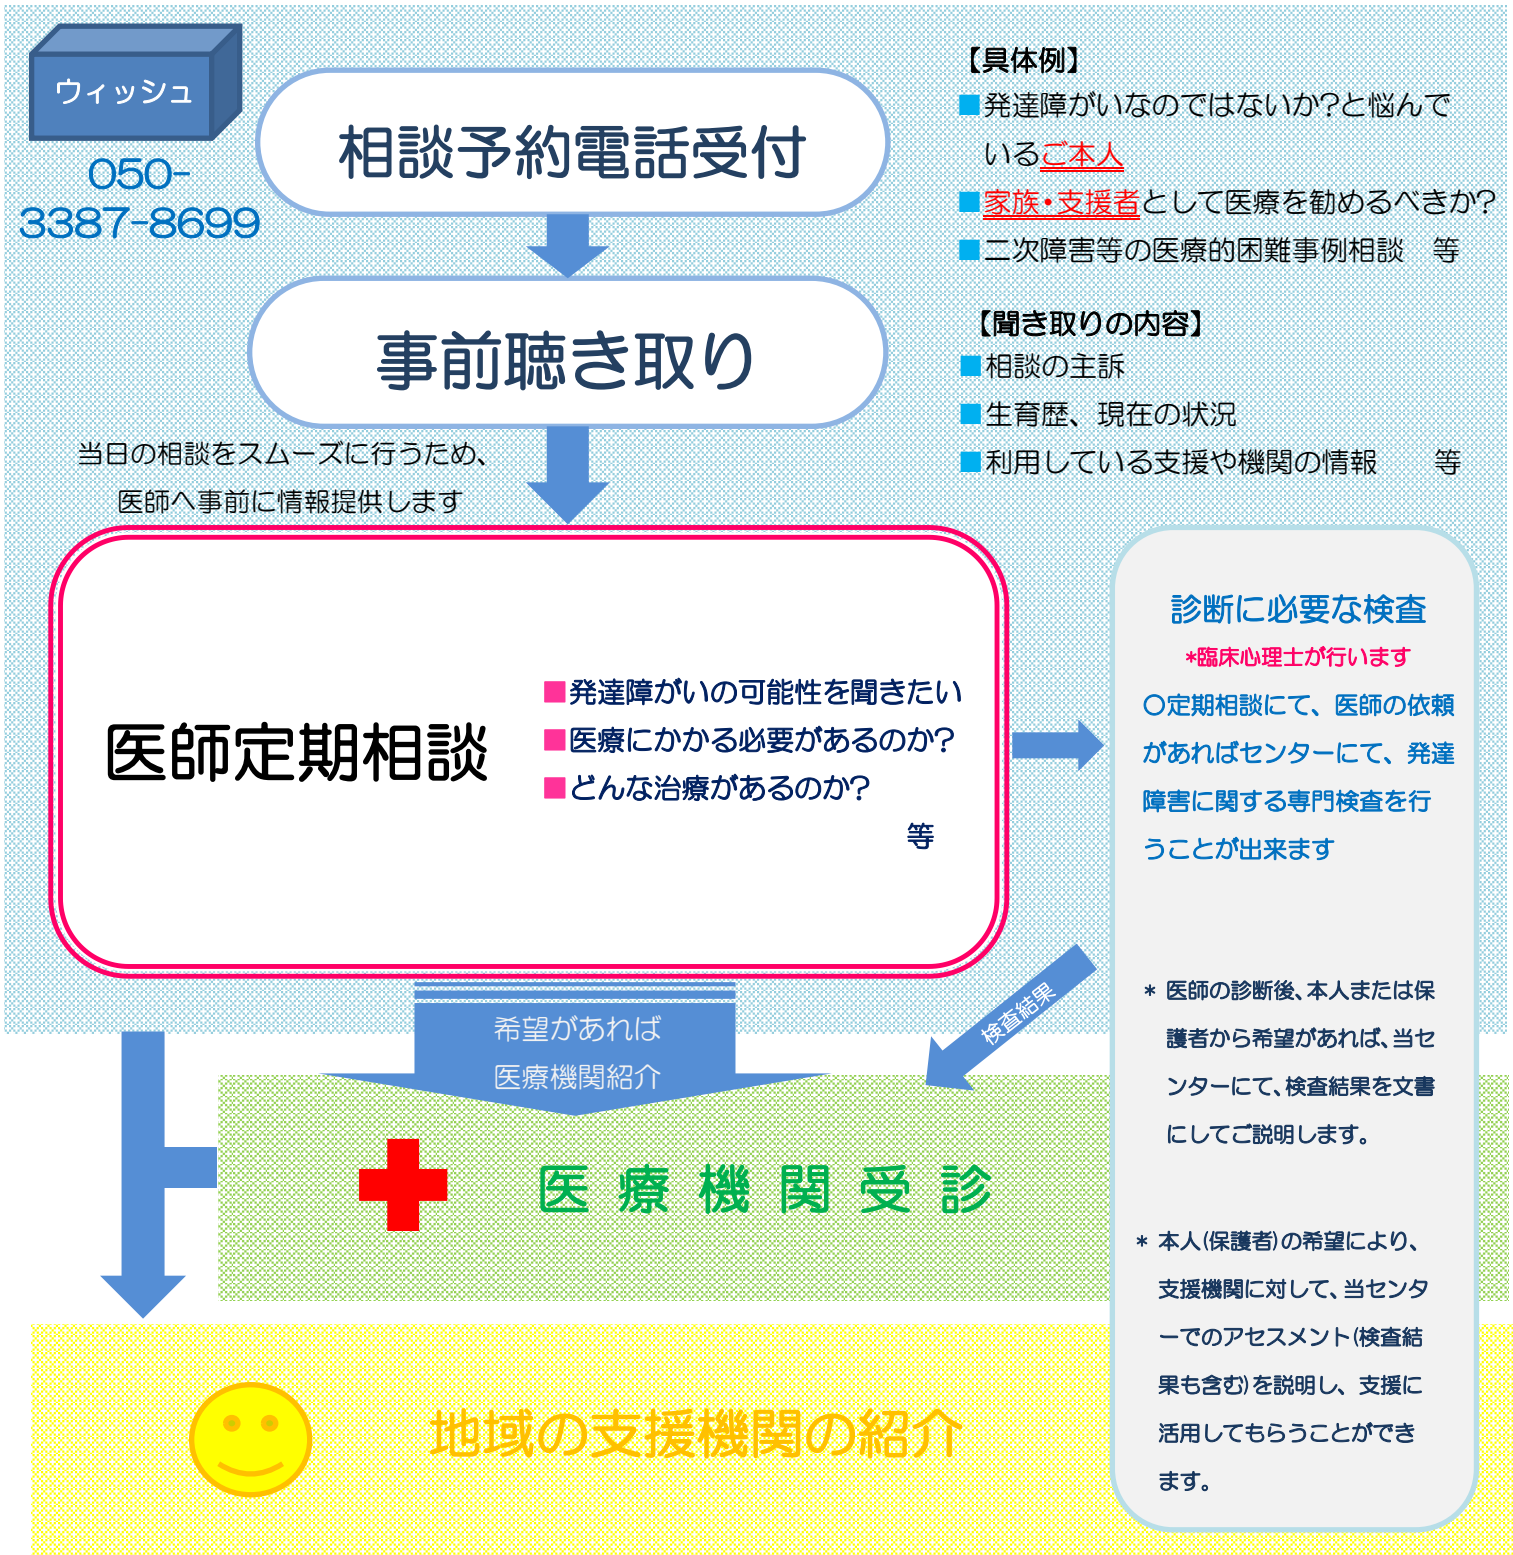 ウィッシュ
050-
3387-8699
相談予約電話受付
【具体例】
■発達障がいなのではないか?と悩んで
いるご本人
■家族・支援者として医療を勧めるべきか?
■二次障害等の医療的困難事例相談 等
事前聴き取り
【聞き取りの内容】
■相談の主訴
■生育歴、現在の状況
■利用している支援や機関の情報 等
当日の相談をスムーズに行うため、
医師へ事前に情報提供します
医師定期相談
■発達障がいの可能性を聞きたい
■医療にかかる必要があるのか?
■どんな治療があるのか?
等
診断に必要な検査
*臨床心理士が行います
〇定期相談にて、医師の依頼
があればセンターにて、発達
障害に関する専門検査を行
うことが出来ます
* 医師の診断後、本人または保
護者から希望があれば、当セ
ンターにて、検査結果を文書
にしてご説明します。
* 本人(保護者)の希望により、
支援機関に対して、当センタ
ーでのアセスメント(検査結
果も含む)を説明し、支援に
活用してもらうことができ
ます。
検査結果
希望があれば
医療機関紹介
医療機関受診
地域の支援機関の紹介